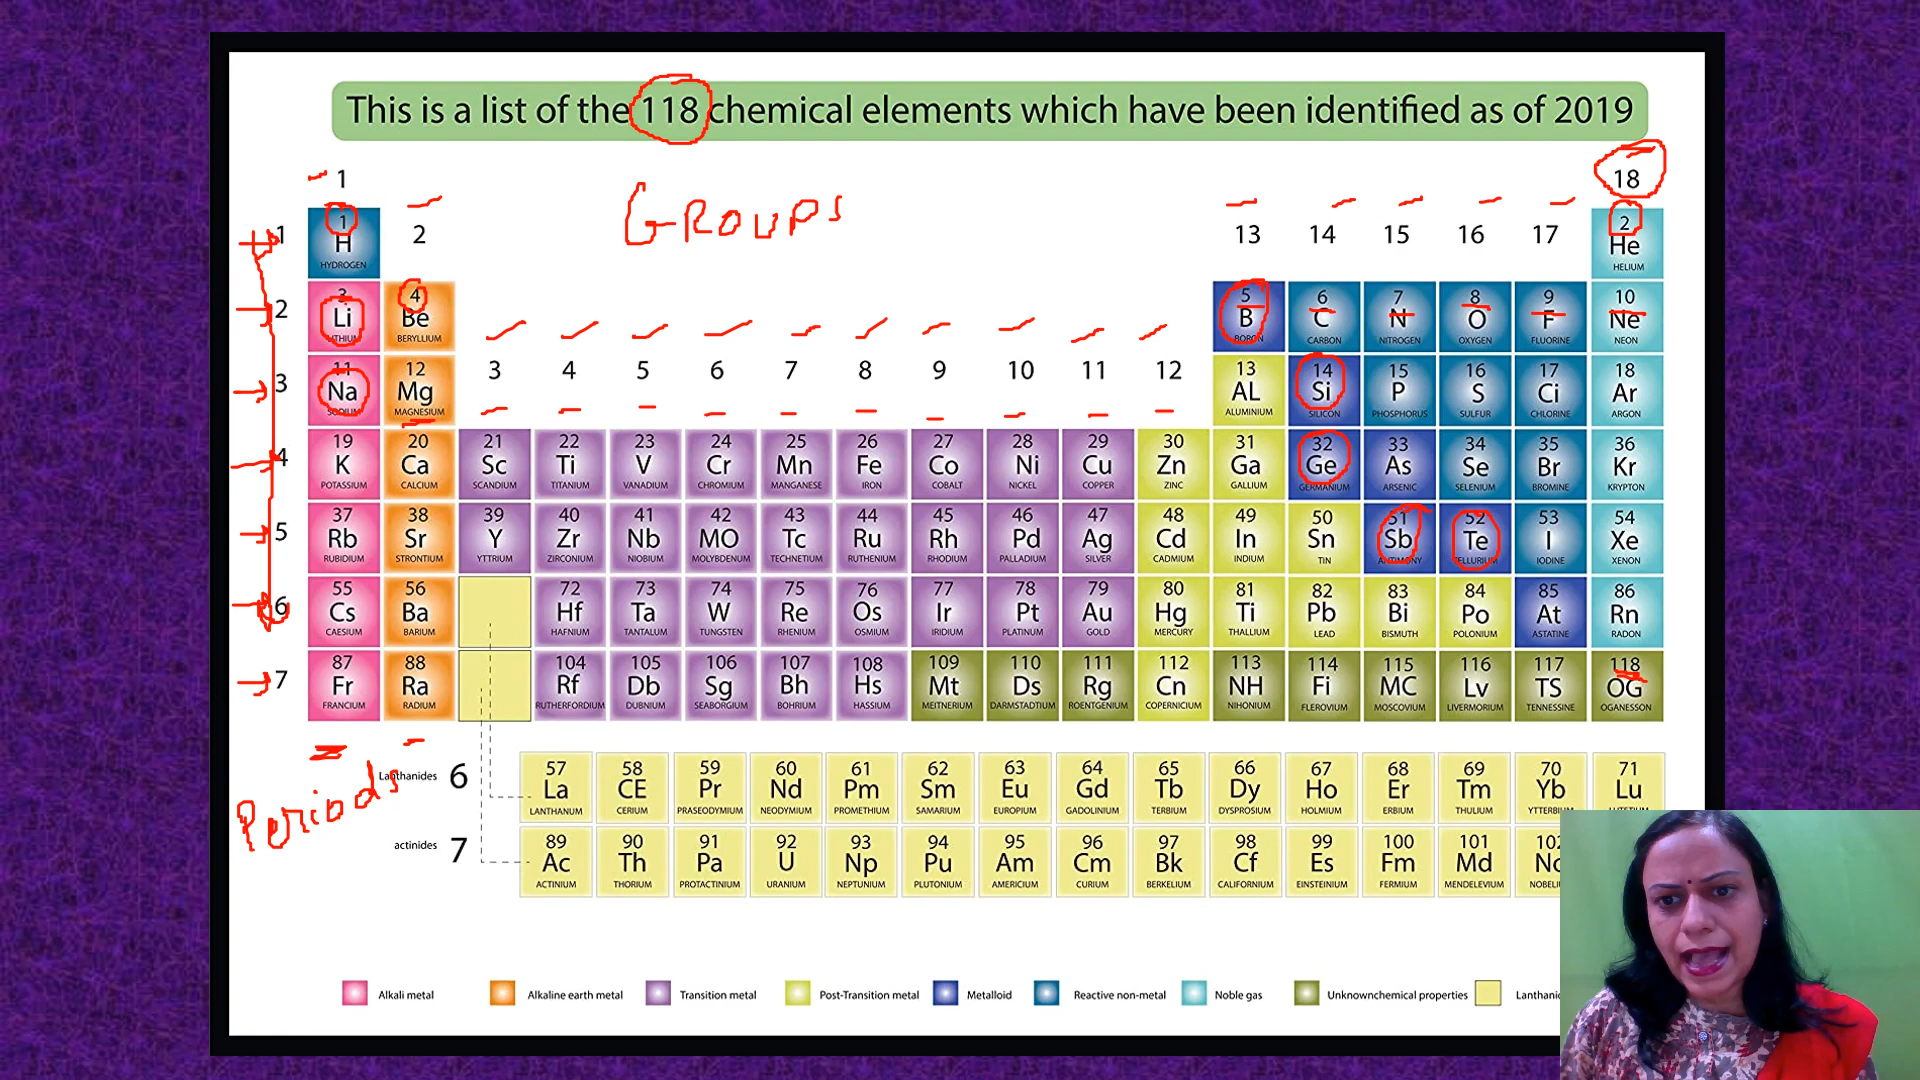 This is a list of the 118 chemical elements which have been identified as of 2019
1 18
GROUPS
2 13 14 15 16 17
1 1 H HYDROGEN 2 He HELIUM
2 3 Li LITHIUM 4 Be BERYLLIUM 5 B BORON 6 C CARBON 7 N NITROGEN 8 O OXYGEN 9 F FLUORINE 10 Ne NEON
3 4 5 6 7 8 9 10 11 12
3 11 Na SODIUM 12 Mg MAGNESIUM 13 AL ALUMINIUM 14 Si SILICON 15 P PHOSPHORUS 16 S SULFUR 17 Ci CHLORINE 18 Ar ARGON
4 19 K POTASSIUM 20 Ca CALCIUM 21 Sc SCANDIUM 22 Ti TITANIUM 23 V VANADIUM 24 Cr CHROMIUM 25 Mn MANGANESE 26 Fe IRON 27 Co COBALT 28 Ni NICKEL 29 Cu COPPER 30 Zn ZINC 31 Ga GALLIUM 32 Ge GERMANIUM 33 As ARSENIC 34 Se SELENIUM 35 Br BROMINE 36 Kr KRYPTON
5 37 Rb RUBIDIUM 38 Sr STRONTIUM 39 Y YTTRIUM 40 Zr ZIRCONIUM 41 Nb NIOBIUM 42 MO MOLYBDENUM 43 Tc TECHNETIUM 44 Ru RUTHENIUM 45 Rh RHODIUM 46 Pd PALLADIUM 47 Ag SILVER 48 Cd CADMIUM 49 In INDIUM 50 Sn TIN 51 Sb ANTIMONY 52 Te TELLURIUM 53 I IODINE 54 Xe XENON
6 55 Cs CAESIUM 56 Ba BARIUM 72 Hf HAFNIUM 73 Ta TANTALUM 74 W TUNGSTEN 75 Re RHENIUM 76 Os OSMIUM 77 Ir IRIDIUM 78 Pt PLATINUM 79 Au GOLD 80 Hg MERCURY 81 Ti THALLIUM 82 Pb LEAD 83 Bi BISMUTH 84 Po POLONIUM 85 At ASTATINE 86 Rn RADON
7 87 Fr FRANCIUM 88 Ra RADIUM 104 Rf RUTHERFORDIUM 105 Db DUBNIUM 106 Sg SEABORGIUM 107 Bh BOHRIUM 108 Hs HASSIUM 109 Mt MEITNERIUM 110 Ds DARMSTADTIUM 111 Rg ROENTGENIUM 112 Cn COPERNICIUM 113 NH NIHONIUM 114 Fi FLEROVIUM 115 MC MOSCOVIUM 116 Lv LIVERMORIUM 117 TS TENNESSINE 118 OG OGANESSON
Periods
Lanthanides 6 57 La LANTHANUM 58 CE CERIUM 59 Pr PRASEODYMIUM 60 Nd NEODYMIUM 61 Pm PROMETHIUM 62 Sm SAMARIUM 63 Eu EUROPIUM 64 Gd GADOLINIUM 65 Tb TERBIUM 66 Dy DYSPROSIUM 67 Ho HOLMIUM 68 Er ERBIUM 69 Tm THULIUM 70 Yb 71 Lu
actinides 7 89 Ac ACTINIUM 90 Th THORIUM 91 Pa PROTACTINIUM 92 U URANIUM 93 Np NEPTUNIUM 94 Pu PLUTONIUM 95 Am AMERICIUM 96 Cm CURIUM 97 Bk BERKELIUM 98 Cf CALIFORNIUM 99 Es EINSTEINIUM 100 Fm FERMIUM 101 Md MENDELEVIUM
Alkali metal Alkaline earth metal Transition metal Post-Transition metal Metalloid Reactive non-metal Noble gas Unknownchemical properties